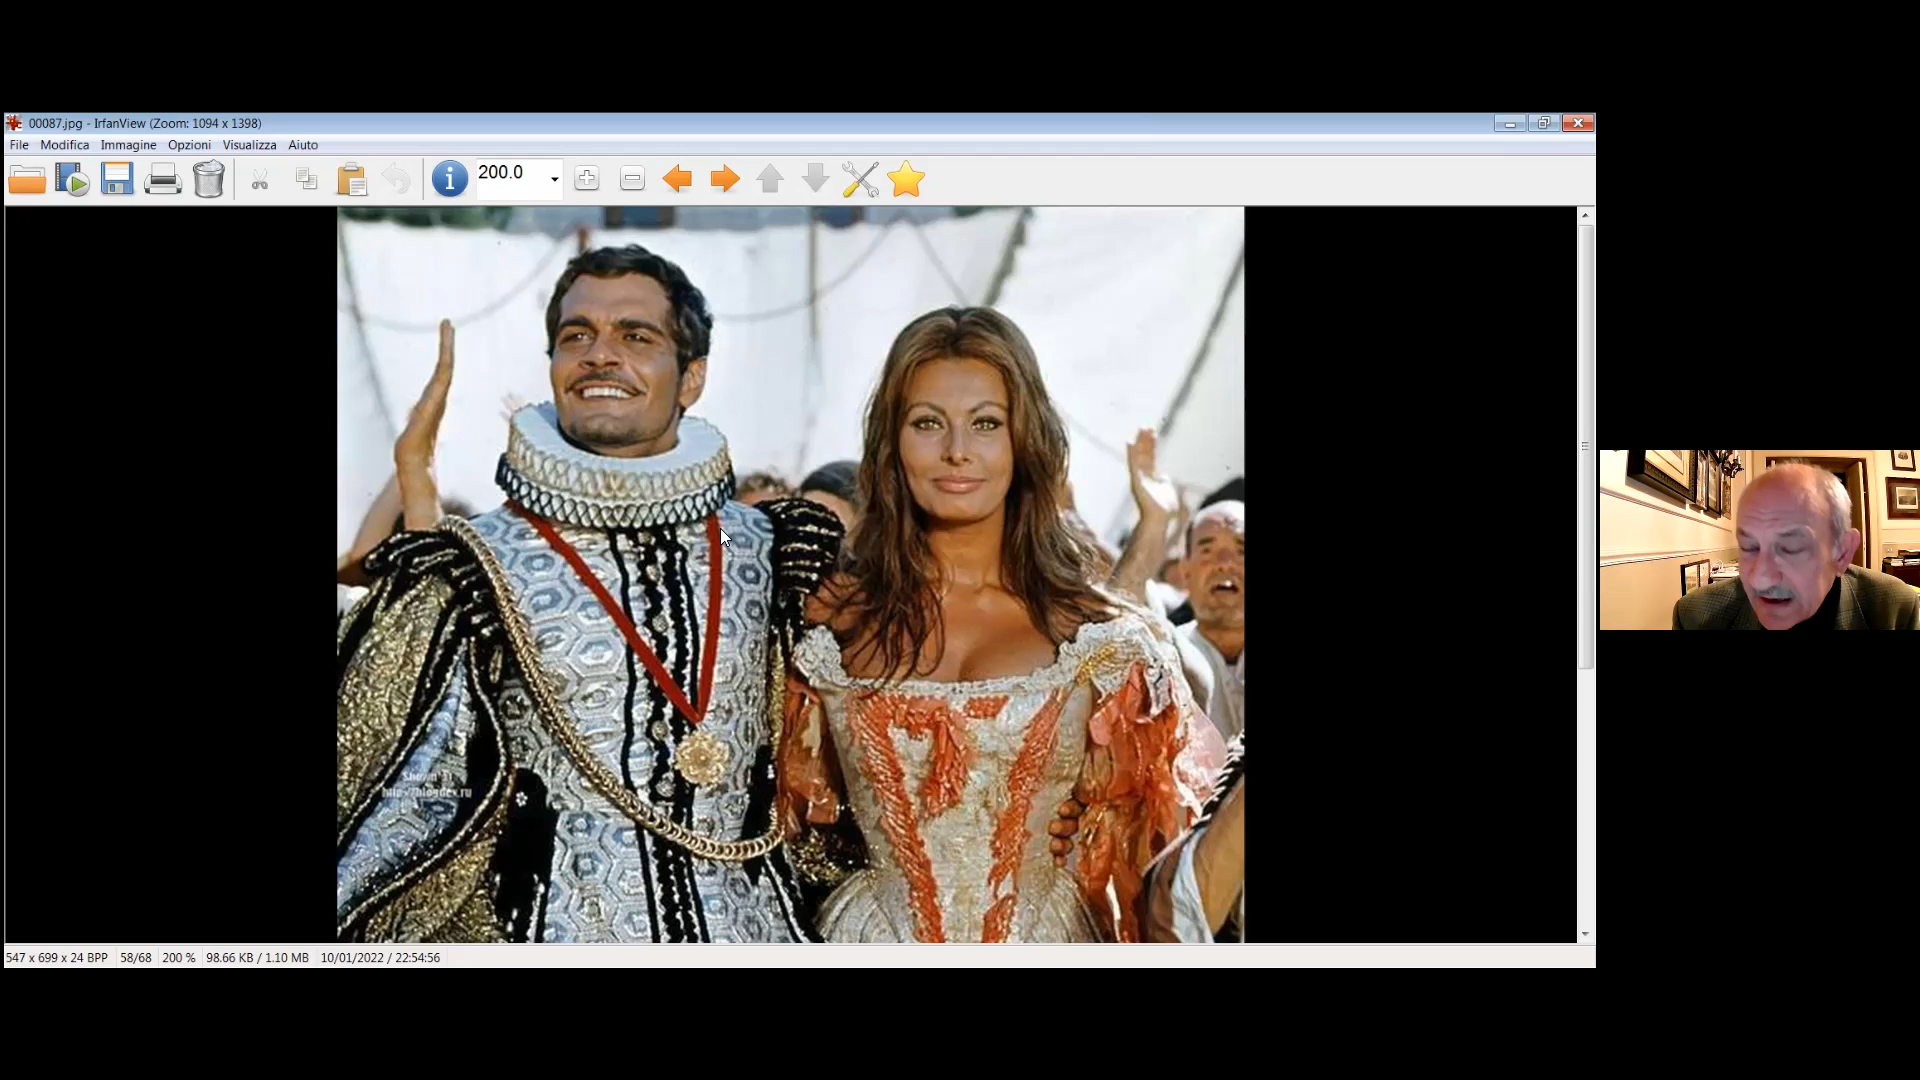 00087.jpg - IrfanView (Zoom: 1094 x 1398)
File Modifica Immagine Opzioni Visualizza Aiuto
200.0
547 x 699 x 24 BPP 58/68 200 % 98.66 KB / 1.10 MB 10/01/2022 / 22:54:56